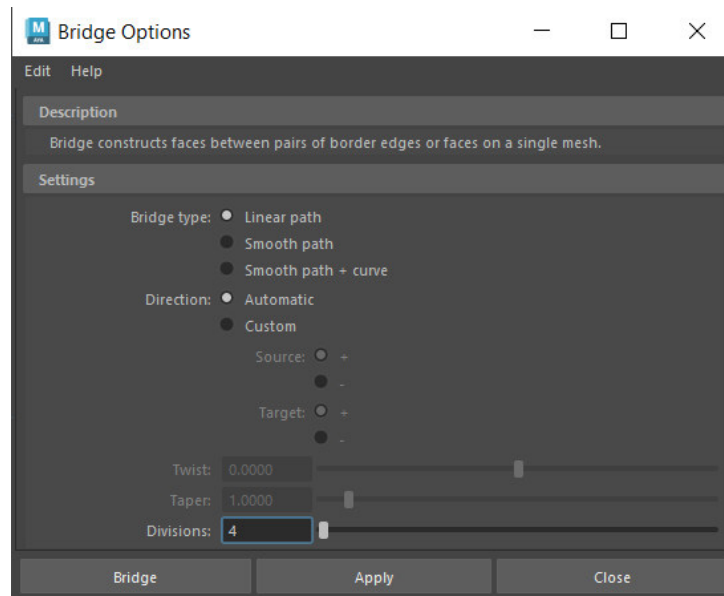 M
AYA
Bridge Options
Edit Help
Description
Bridge constructs faces between pairs of border edges or faces on a single mesh.
Settings
Bridge type: Linear path
Smooth path
Smooth path + curve
Direction: Automatic
Custom
Source: +
-
Target: +
-
Twist: 0.0000
Taper: 1.0000
Divisions: 4
Bridge Apply Close